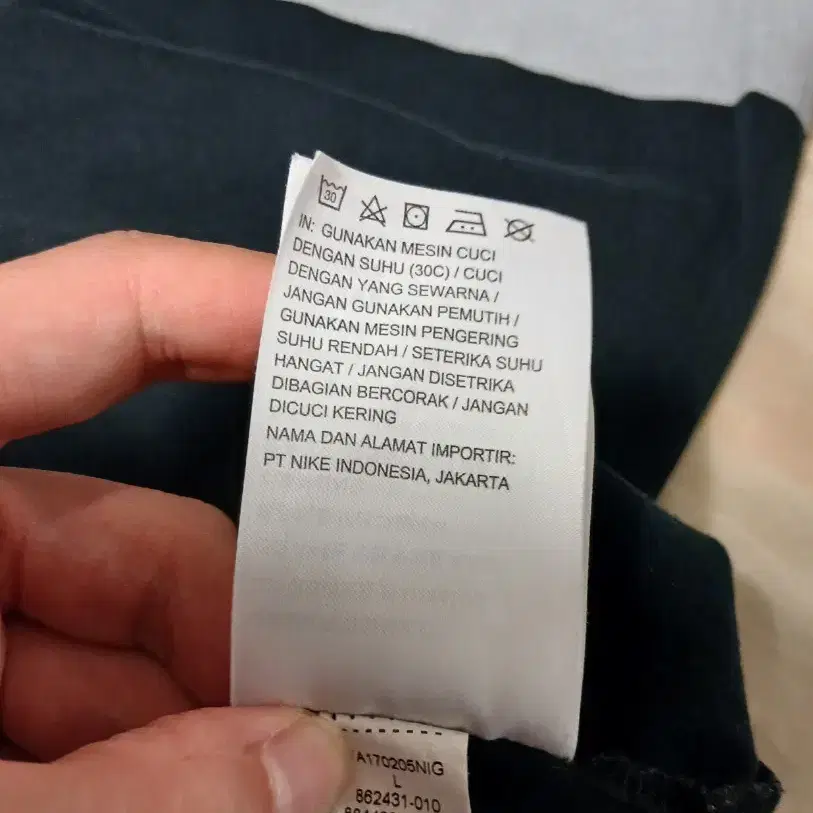 30
IN: GUNAKAN MESIN CUCI
DENGAN SUHU (30C) / CUCI
DENGAN YANG SEWARNA /
JANGAN GUNAKAN PEMUTIH /
GUNAKAN MESIN PENGERING
SUHU RENDAH / SETERIKA SUHU
HANGAT / JANGAN DISETRIKA
DIBAGIAN BERCORAK / JANGAN
DICUCI KERING
NAMA DAN ALAMAT IMPORTIR:
PT NIKE INDONESIA, JAKARTA
A170205NIG
L
862431-010